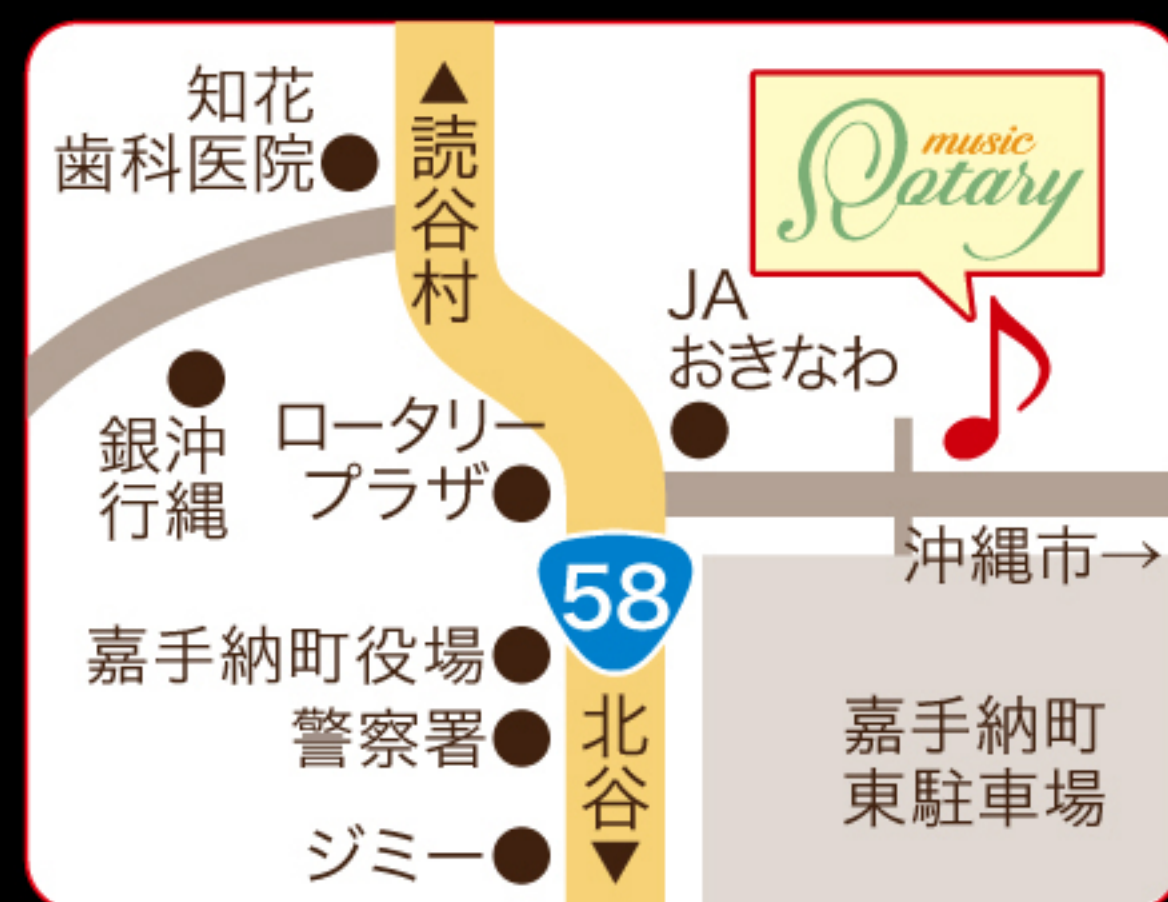 知花
歯科医院
▲読谷村
music
Rotary
JA
おきなわ
銀沖
行縄
ロータリー
プラザ
58
沖縄市→
嘉手納町役場
警察署
北谷▼
嘉手納町
東駐車場
ジミー